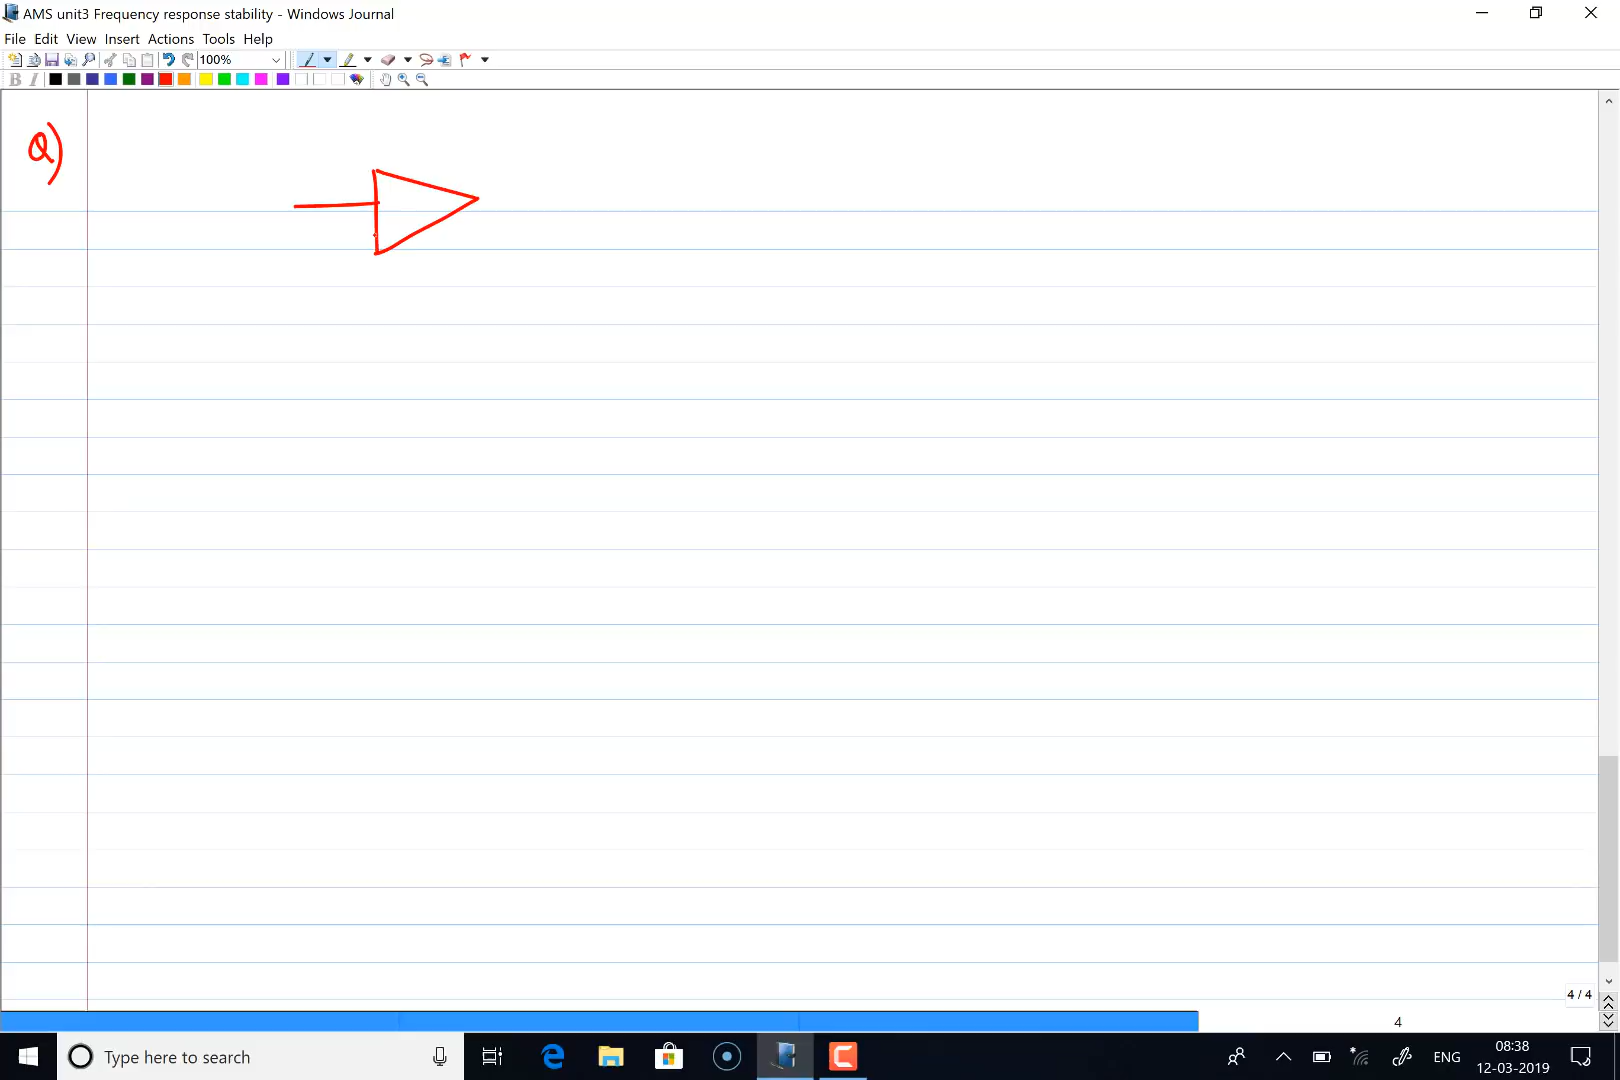 AMS unit3 Frequency response stability - Windows Journal
File Edit View Insert Actions Tools Help
100%
B I
Q)
4 / 4
4
Type here to search
ENG
08:38
12-03-2019